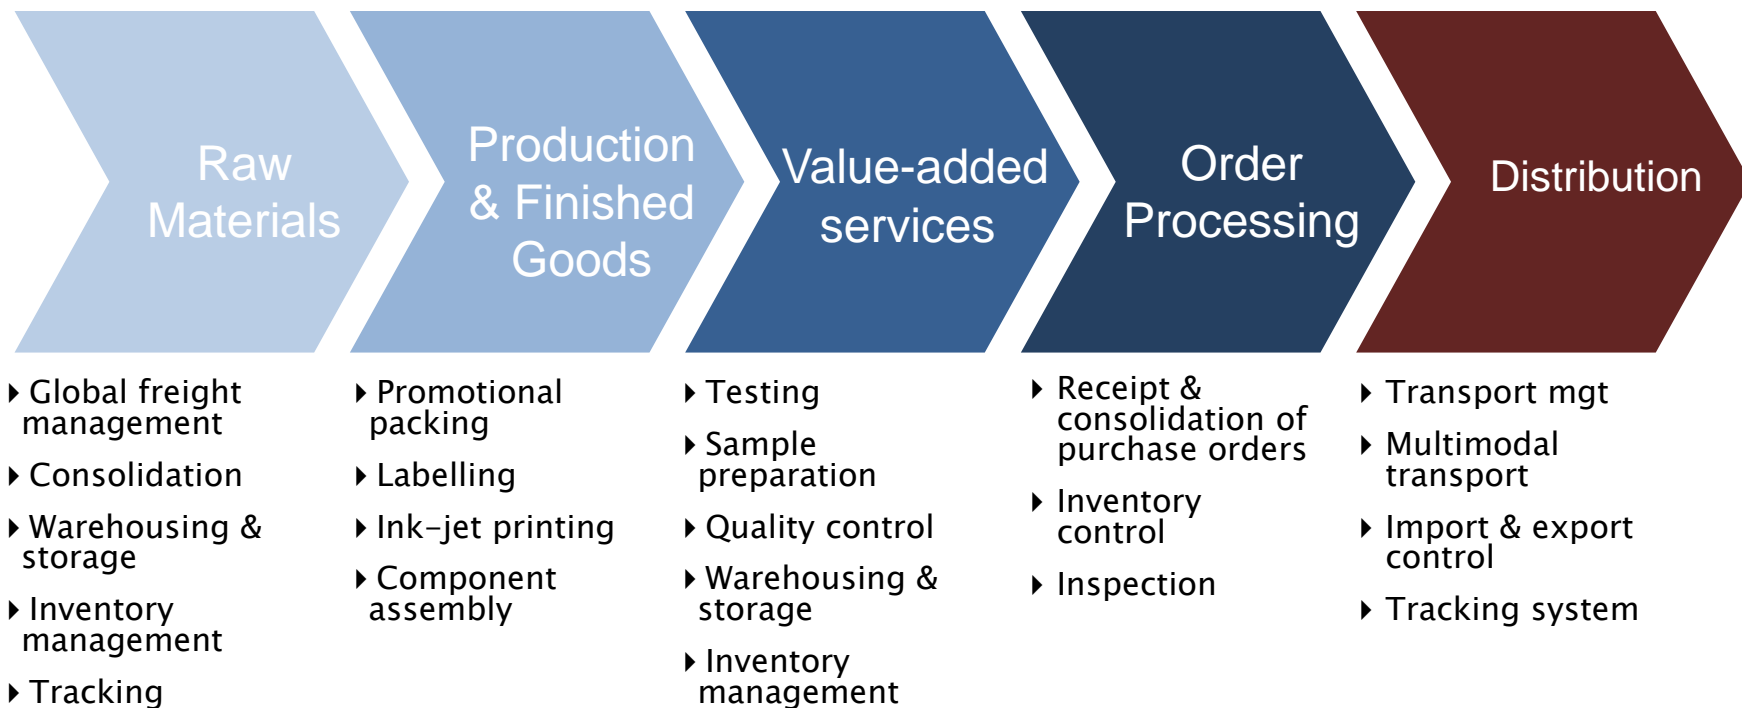 Raw
Materials
Production
& Finished
Goods
Value-added
services
Order
Processing
Distribution
Global freight
management
Consolidation
Warehousing &
storage
Inventory
management
Tracking
Promotional
packing
Labelling
Ink-jet printing
Component
assembly
Testing
Sample
preparation
Quality control
Warehousing &
storage
Inventory
management
Receipt &
consolidation of
purchase orders
Inventory
control
Inspection
Transport mgt
Multimodal
transport
Import & export
control
Tracking system